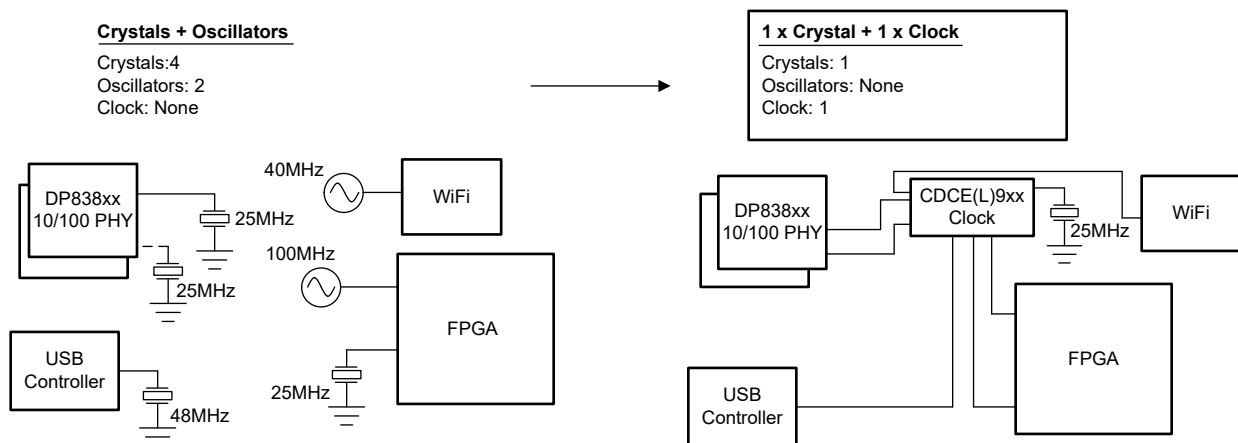 Crystals + Oscillators
Crystals:4
Oscillators: 2
Clock: None
1 x Crystal + 1 x Clock
Crystals: 1
Oscillators: None
Clock: 1
DP838xx
10/100 PHY
25MHz
25MHz
USB
Controller
48MHz
40MHz
WiFi
100MHz
FPGA
25MHz
DP838xx
10/100 PHY
CDCE(L)9xx
Clock
25MHz
WiFi
FPGA
USB
Controller